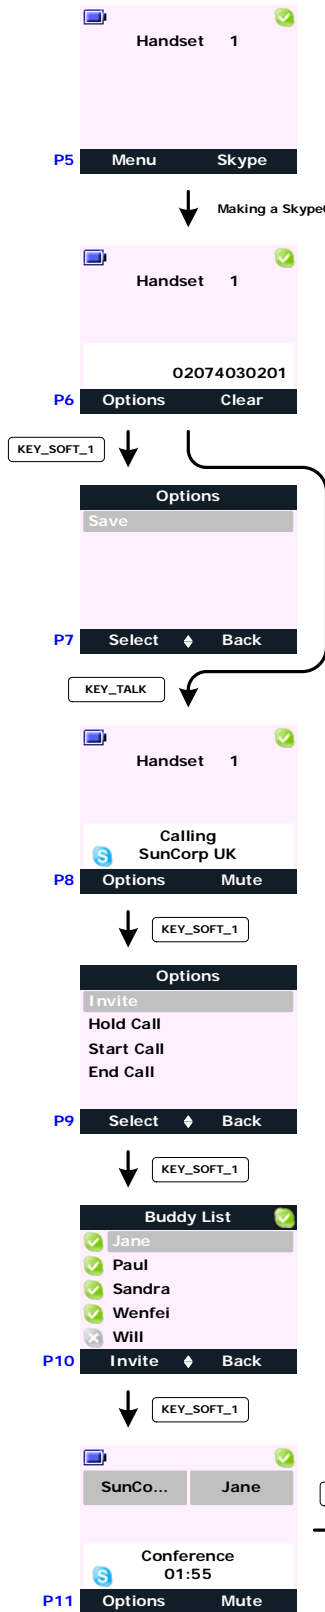 Handset 1
P5 Menu Skype
Making a Skype
Handset 1
02074030201
P6 Options Clear
KEY_SOFT_1
Options
Save
P7 Select Back
KEY_TALK
Handset 1
Calling
SunCorp UK
P8 Options Mute
KEY_SOFT_1
Options
Invite
Hold Call
Start Call
End Call
P9 Select Back
KEY_SOFT_1
Buddy List
Jane
Paul
Sandra
Wenfei
Will
P10 Invite Back
KEY_SOFT_1
SunCo... Jane
Conference
01:55
P11 Options Mute